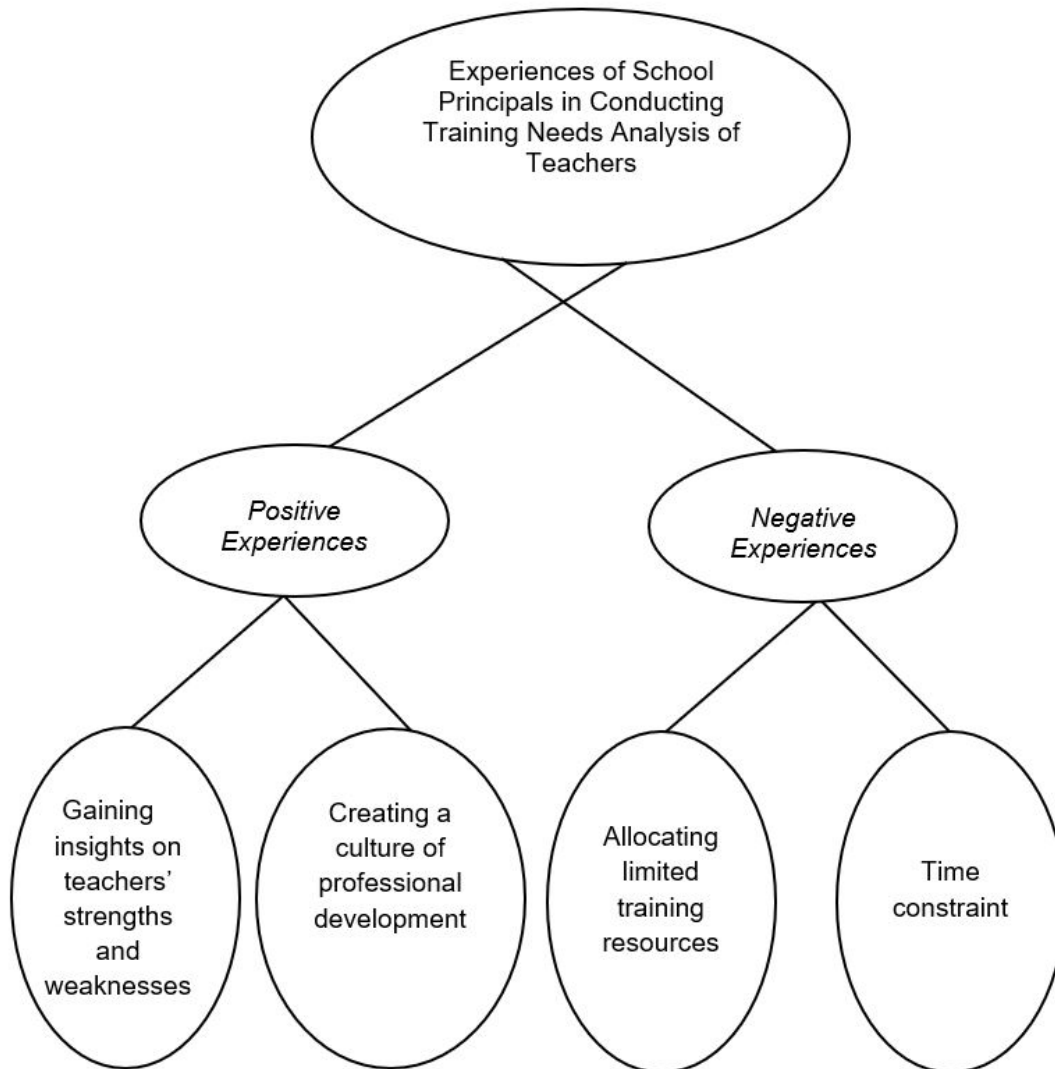 Experiences of School
Principals in Conducting
Training Needs Analysis of
Teachers
Positive
Experiences
Negative
Experiences
Gaining
insights on
teachers’
strengths
and
weaknesses
Creating a
culture of
professional
development
Allocating
limited
training
resources
Time
constraint